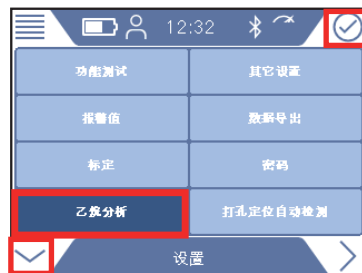 12:32
功能测试 其它设置
报警值 数据导出
标定 密码
乙烷分析 打孔定位自动检测
设置